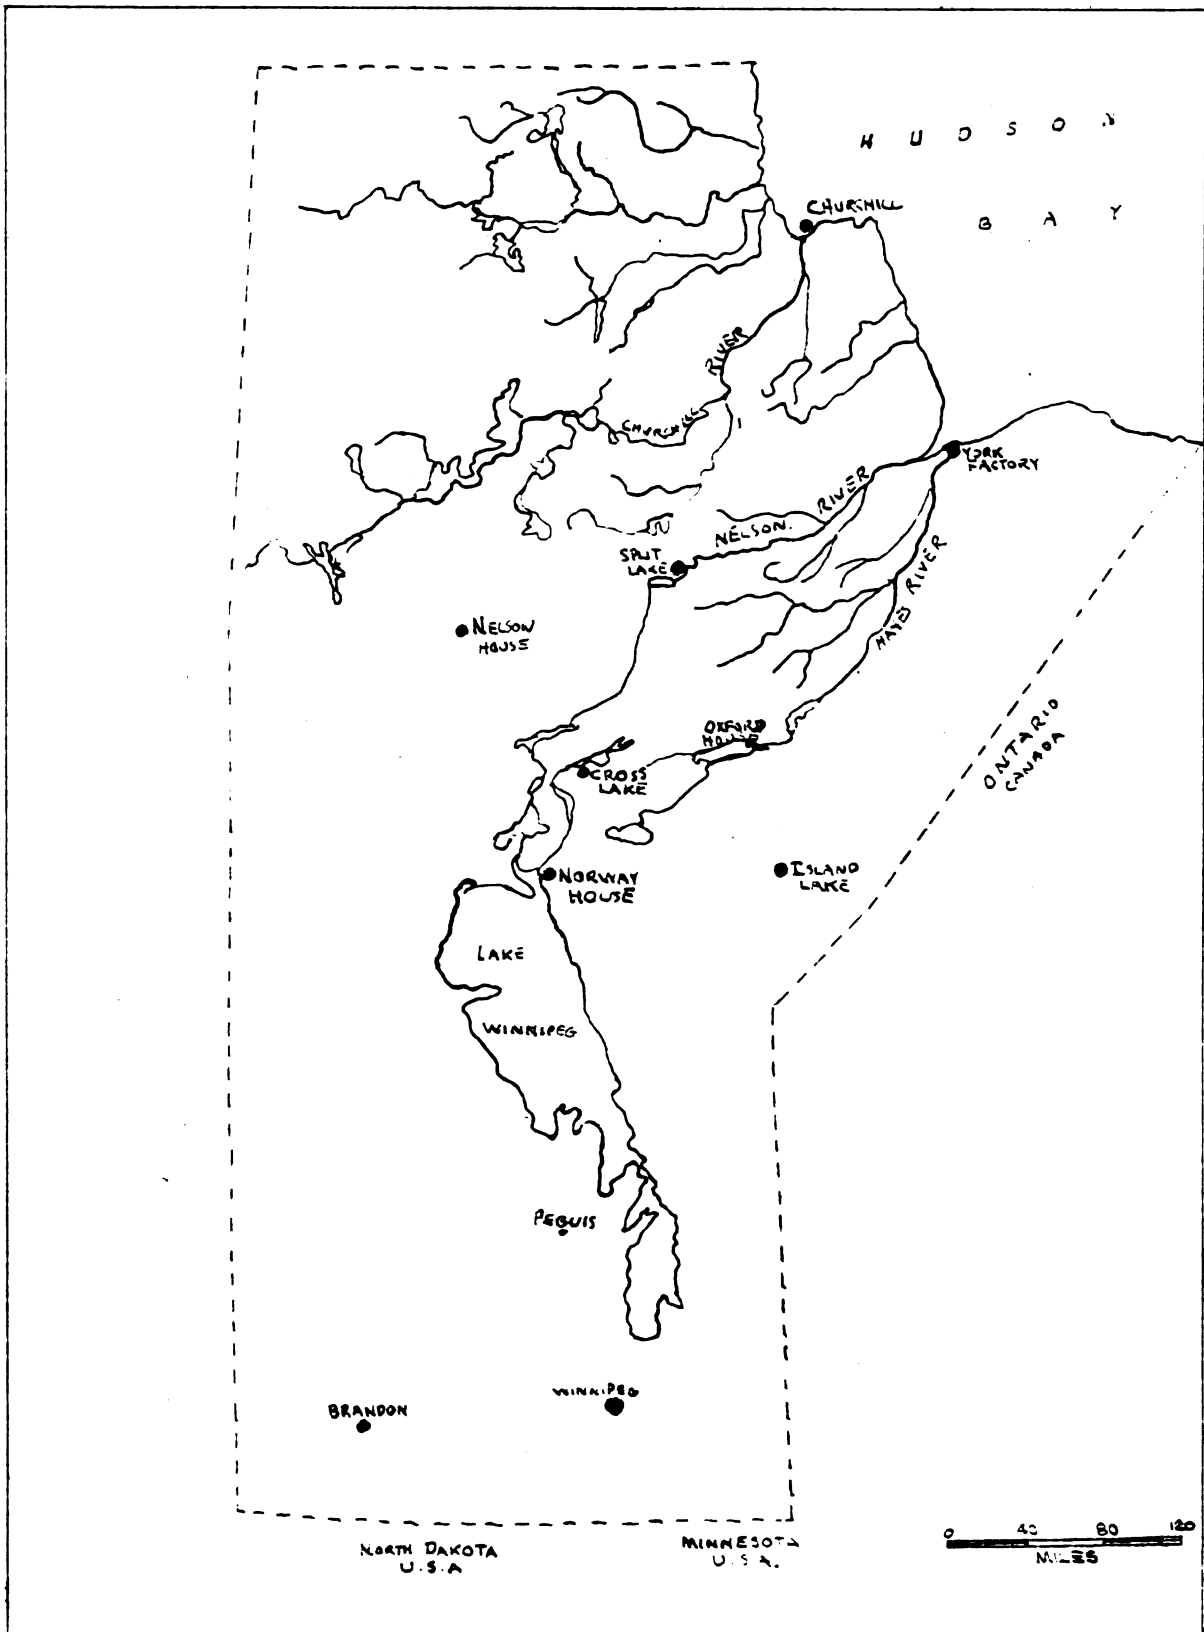 HUDSON
BAY
CHURCHILL
CHURCHILL RIVER
YORK
FACTORY
NELSON RIVER
SPLIT
LAKE
HAYES RIVER
NELSON
HOUSE
OXFORD
HOUSE
ONTARIO
CANADA
CROSS
LAKE
ISLAND
LAKE
NORWAY
HOUSE
LAKE
WINNIPEG
PEGUIS
WINNIPEG
BRANDON
NORTH DAKOTA
U.S.A
MINNESOTA
U.S.A.
0 40 80 120
MILES